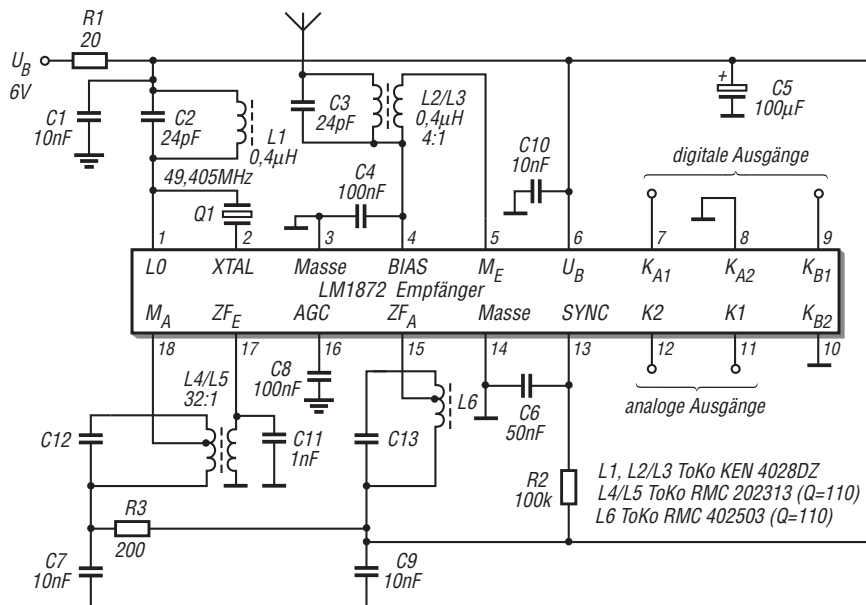 R1
20
U_B
6V
C1
10nF
C2
24pF
L1
0,4µH
C3
24pF
L2/L3
0,4µH
4:1
C4
100nF
C10
10nF
+
C5
100µF
digitale Ausgänge
49,405MHz
Q1
1
2
3
4
5
6
7
8
9
LO
XTAL
Masse
BIAS
M_E
U_B
K_A1
K_A2
K_B1
LM1872 Empfänger
M_A
ZF_E
AGC
ZF_A
Masse
SYNC
K2
K1
K_B2
18
17
16
15
14
13
12
11
10
L4/L5
32:1
C8
100nF
L6
C6
50nF
analoge Ausgänge
C12
C11
1nF
C13
R2
100k
L1, L2/L3 ToKo KEN 4028DZ
L4/L5 ToKo RMC 202313 (Q=110)
L6 ToKo RMC 402503 (Q=110)
R3
200
C7
10nF
C9
10nF